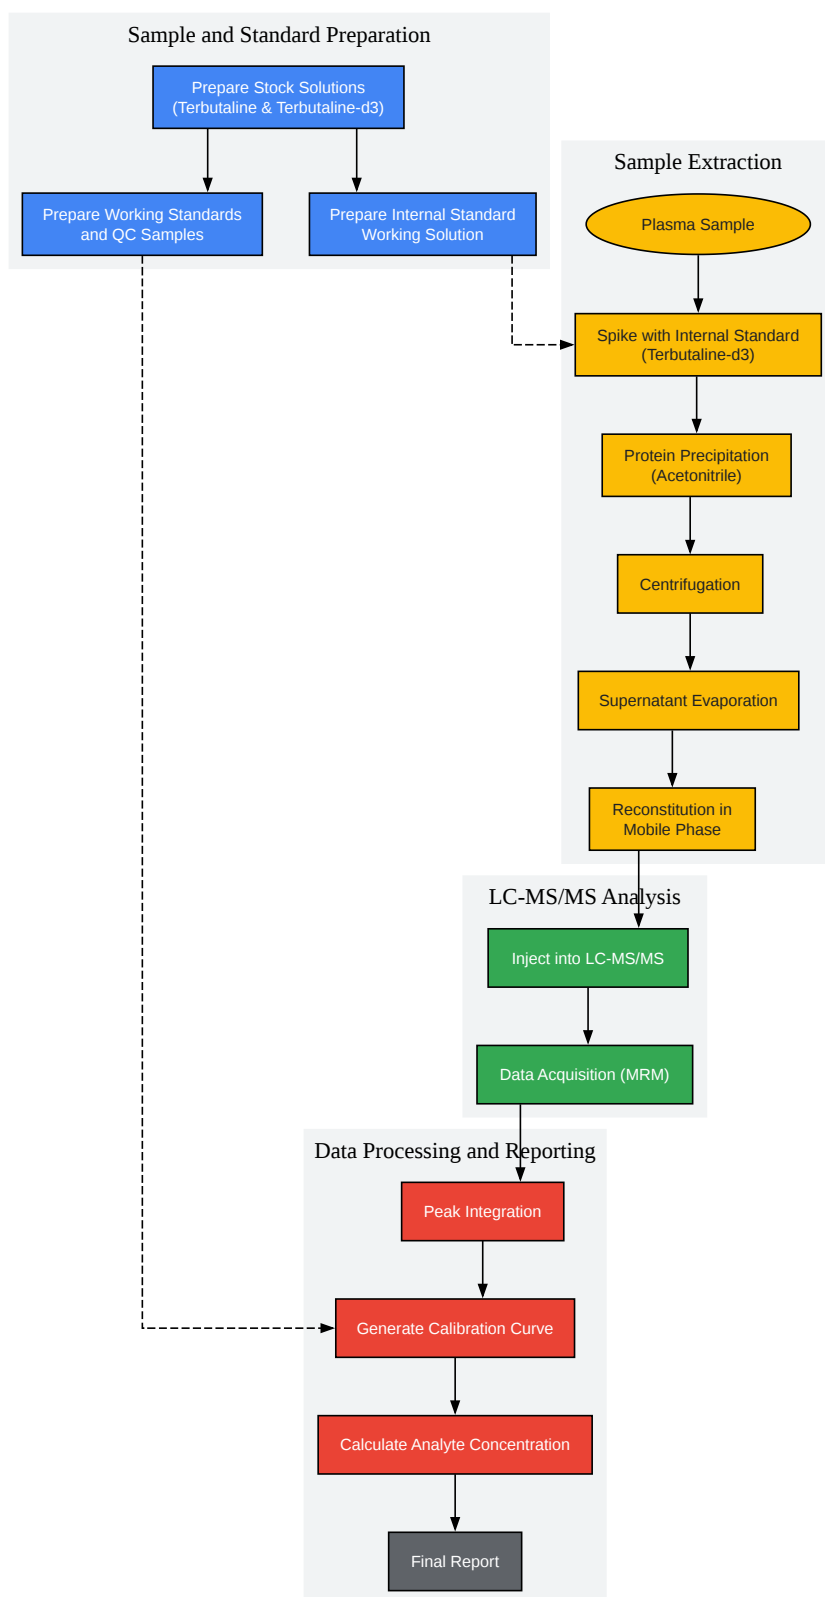 Sample and Standard Preparation
Prepare Stock Solutions
(Terbutaline & Terbutaline-d3)
Prepare Working Standards
and QC Samples
Prepare Internal Standard
Working Solution
Sample Extraction
Plasma Sample
Spike with Internal Standard
(Terbutaline-d3)
Protein Precipitation
(Acetonitrile)
Centrifugation
Supernatant Evaporation
Reconstitution in
Mobile Phase
LC-MS/MS Analysis
Inject into LC-MS/MS
Data Acquisition (MRM)
Data Processing and Reporting
Peak Integration
Generate Calibration Curve
Calculate Analyte Concentration
Final Report